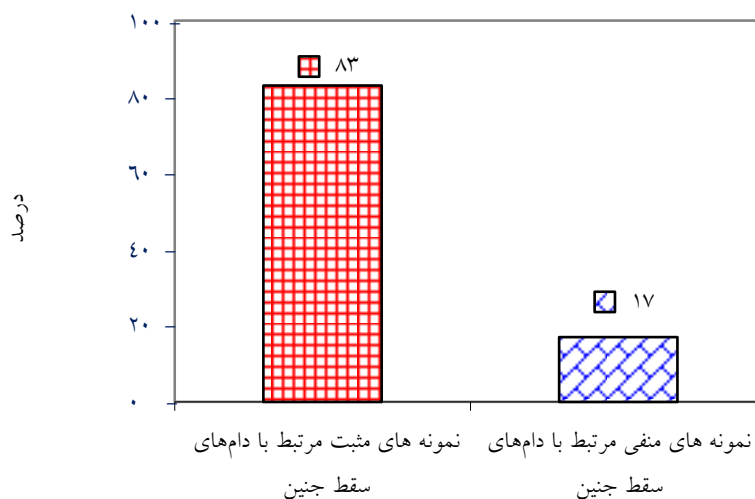 ۱۰۰
۸۰
۶۰
۴۰
۲۰
۰
درصد
۸۳
۱۷
نمونه های مثبت مرتبط با دام‌های
سقط جنین
نمونه های منفی مرتبط با دام‌های
سقط جنین